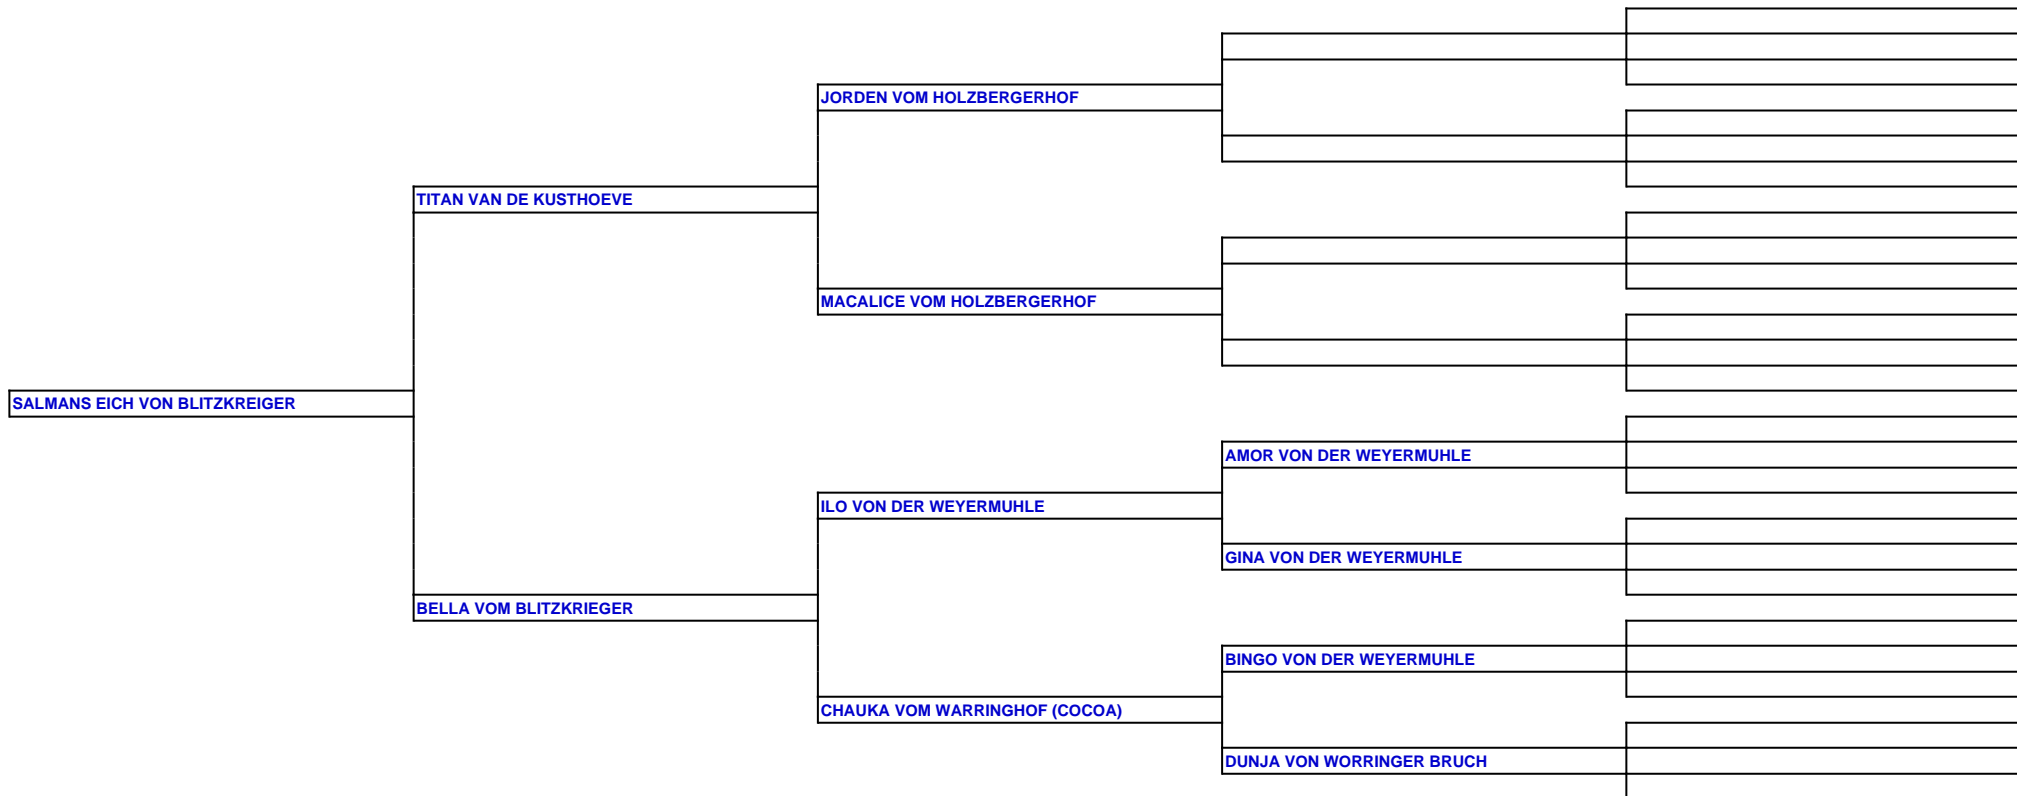 JORDEN VOM HOLZBERGERHOF
TITAN VAN DE KUSTHOEVE
MACALICE VOM HOLZBERGERHOF
SALMANS EICH VON BLITZKREIGER
AMOR VON DER WEYERMUHLE
ILO VON DER WEYERMUHLE
GINA VON DER WEYERMUHLE
BELLA VOM BLITZKRIEGER
BINGO VON DER WEYERMUHLE
CHAUKA VOM WARRINGHOF (COCOA)
DUNJA VON WORRINGER BRUCH